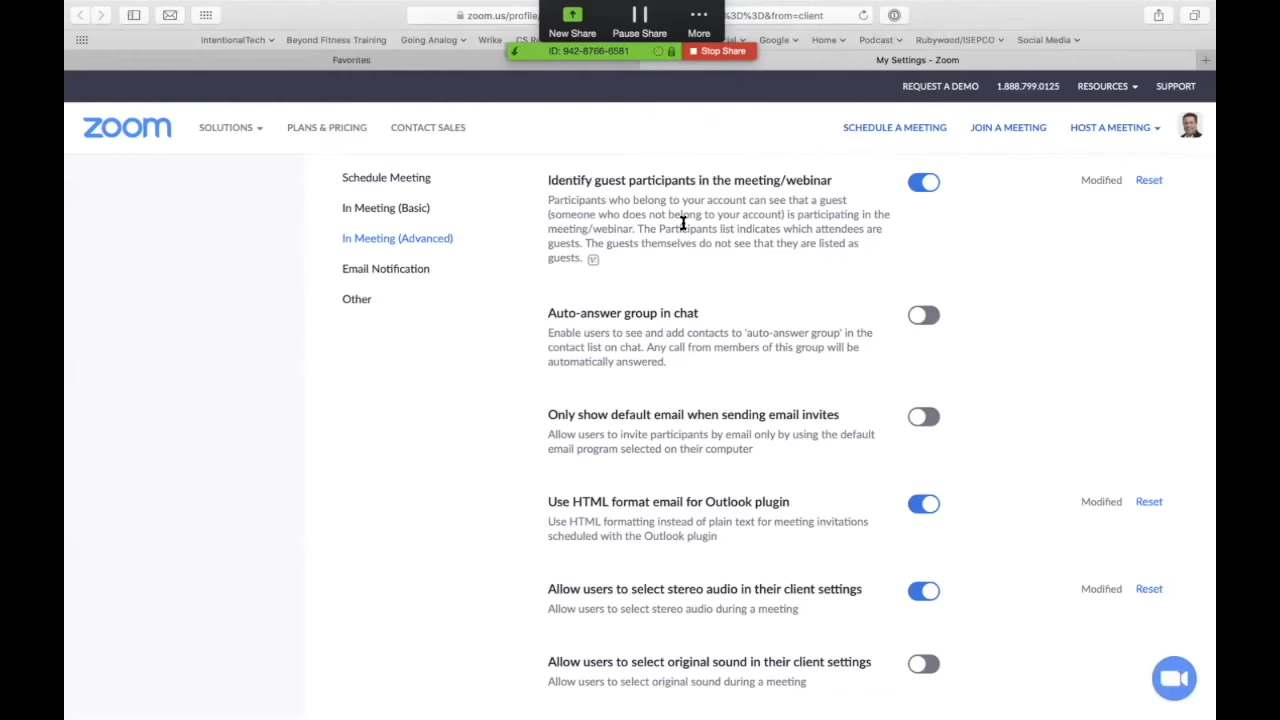 zoom.us/profile/
%3D%3D&from=client
New Share
Pause Share
More
ID: 942-8766-6581
Stop Share
IntentionalTech
Beyond Fitness Training
Going Analog
Wrike
Google
Home
Podcast
Rubywood/ISEPCO
Social Media
Favorites
My Settings - Zoom
REQUEST A DEMO
1.888.799.0125
RESOURCES
SUPPORT
zoom
SOLUTIONS
PLANS & PRICING
CONTACT SALES
SCHEDULE A MEETING
JOIN A MEETING
HOST A MEETING
Schedule Meeting
In Meeting (Basic)
In Meeting (Advanced)
Email Notification
Other
Identify guest participants in the meeting/webinar
Modified Reset
Participants who belong to your account can see that a guest
(someone who does not belong to your account) is participating in the
meeting/webinar. The Participants list indicates which attendees are
guests. The guests themselves do not see that they are listed as
guests.
Auto-answer group in chat
Enable users to see and add contacts to 'auto-answer group' in the
contact list on chat. Any call from members of this group will be
automatically answered.
Only show default email when sending email invites
Allow users to invite participants by email only by using the default
email program selected on their computer
Use HTML format email for Outlook plugin
Modified Reset
Use HTML formatting instead of plain text for meeting invitations
scheduled with the Outlook plugin
Allow users to select stereo audio in their client settings
Modified Reset
Allow users to select stereo audio during a meeting
Allow users to select original sound in their client settings
Allow users to select original sound during a meeting